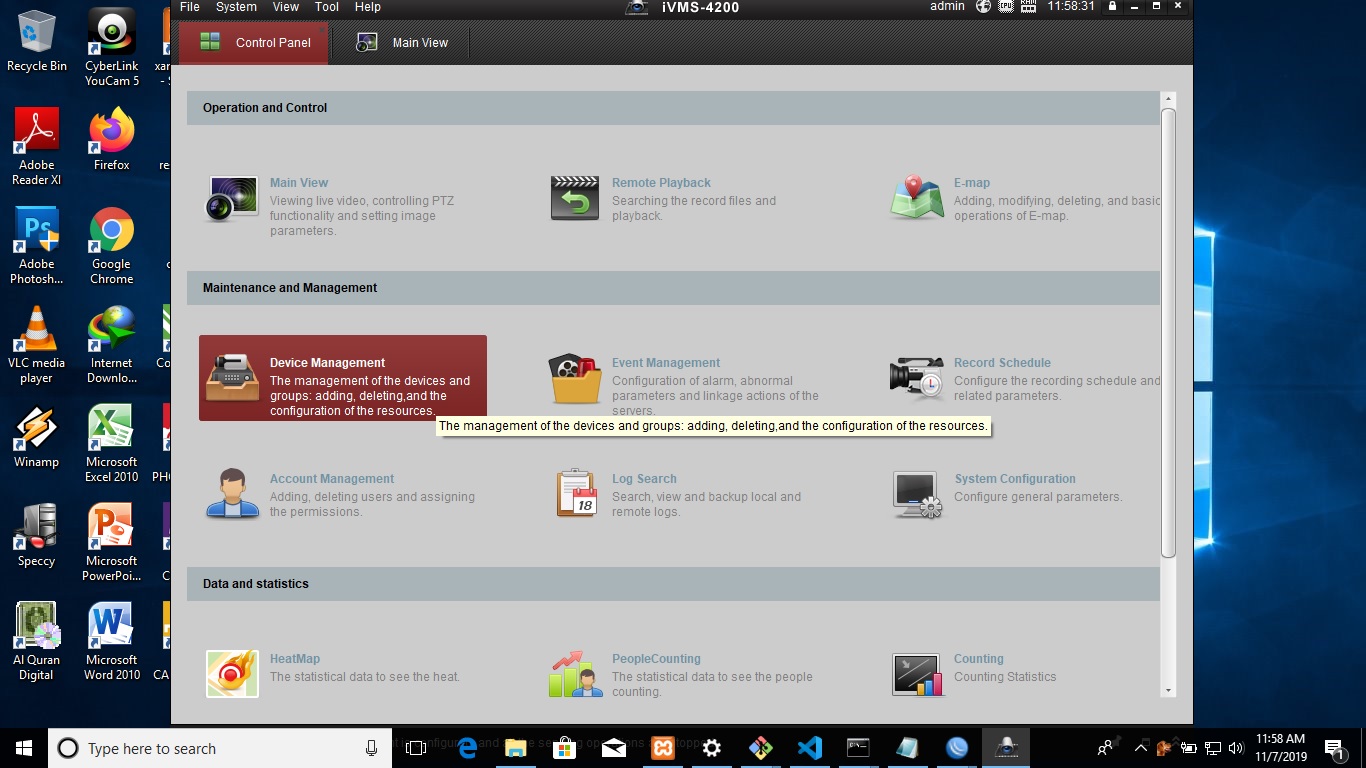 Recycle Bin
CyberLink
YouCam 5
Adobe
Reader XI
Firefox
Adobe
Photosh...
Google
Chrome
VLC media
player
Internet
Downlo...
Winamp
Microsoft
Excel 2010
Speccy
Microsoft
PowerPoi...
Al Quran
Digital
Microsoft
Word 2010
File System View Tool Help
iVMS-4200
admin 11:58:31
Control Panel
Main View
Operation and Control
Main View
Viewing live video, controlling PTZ
functionality and setting image
parameters.
Remote Playback
Searching the record files and
playback.
E-map
Adding, modifying, deleting, and basic
operations of E-map.
Maintenance and Management
Device Management
The management of the devices and
groups: adding, deleting,and the
configuration of the resources.
Event Management
Configuration of alarm, abnormal
parameters and linkage actions of the
servers.
Record Schedule
Configure the recording schedule and
related parameters.
The management of the devices and groups: adding, deleting,and the configuration of the resources.
Account Management
Adding, deleting users and assigning
the permissions.
Log Search
Search, view and backup local and
remote logs.
18
System Configuration
Configure general parameters.
Data and statistics
HeatMap
The statistical data to see the heat.
PeopleCounting
The statistical data to see the people
counting.
Counting
Counting Statistics
Type here to search
11:58 AM
11/7/2019
1